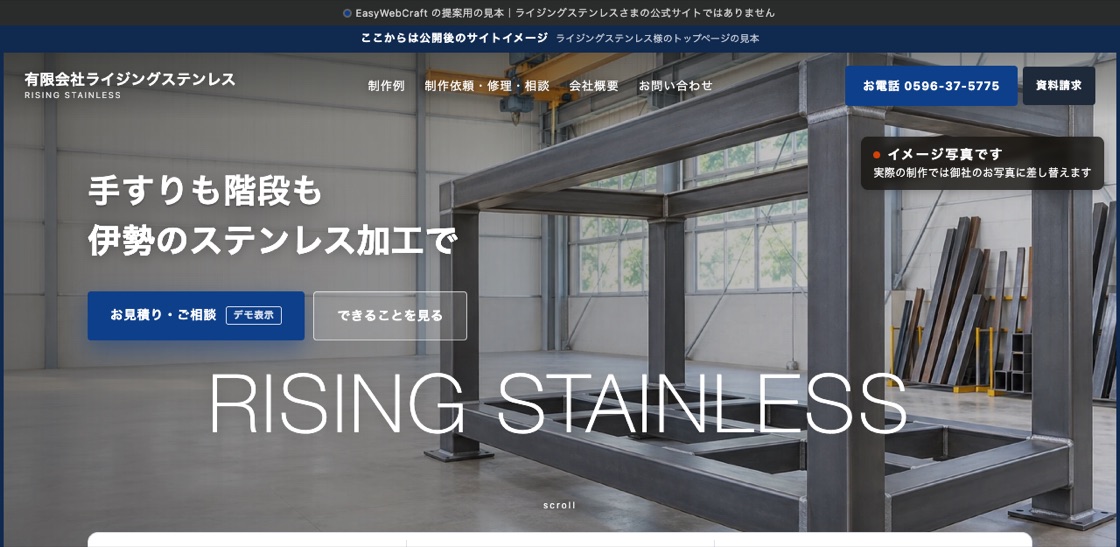 EasyWebCraft の提案用の見本｜ライジングステンレスさまの公式サイトではありません
ここからは公開後のサイトイメージ ライジングステンレス様のトップページの見本
有限会社ライジングステンレス
RISING STAINLESS
制作例 制作依頼・修理・相談 会社概要 お問い合わせ
お電話 0596-37-5775
資料請求
イメージ写真です
実際の制作では御社のお写真に差し替えます
手すりも階段も
伊勢のステンレス加工で
お見積り・ご相談 デモ表示
できることを見る
RISING STAINLESS
scroll